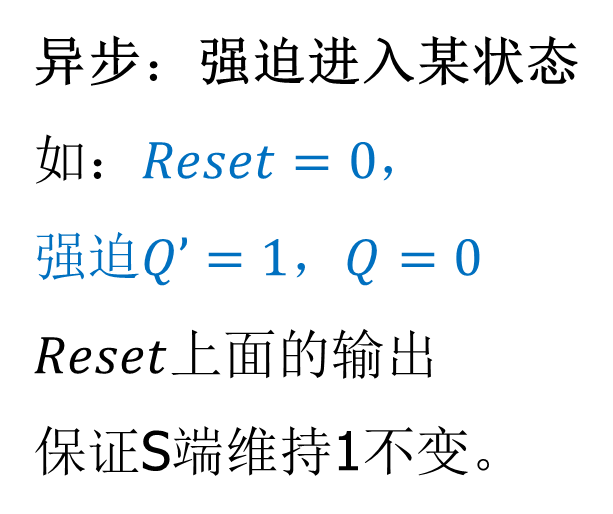 异步：强迫进入某状态
如：Reset = 0，
强迫Q’ = 1，Q = 0
Reset上面的输出
保证S端维持1不变。